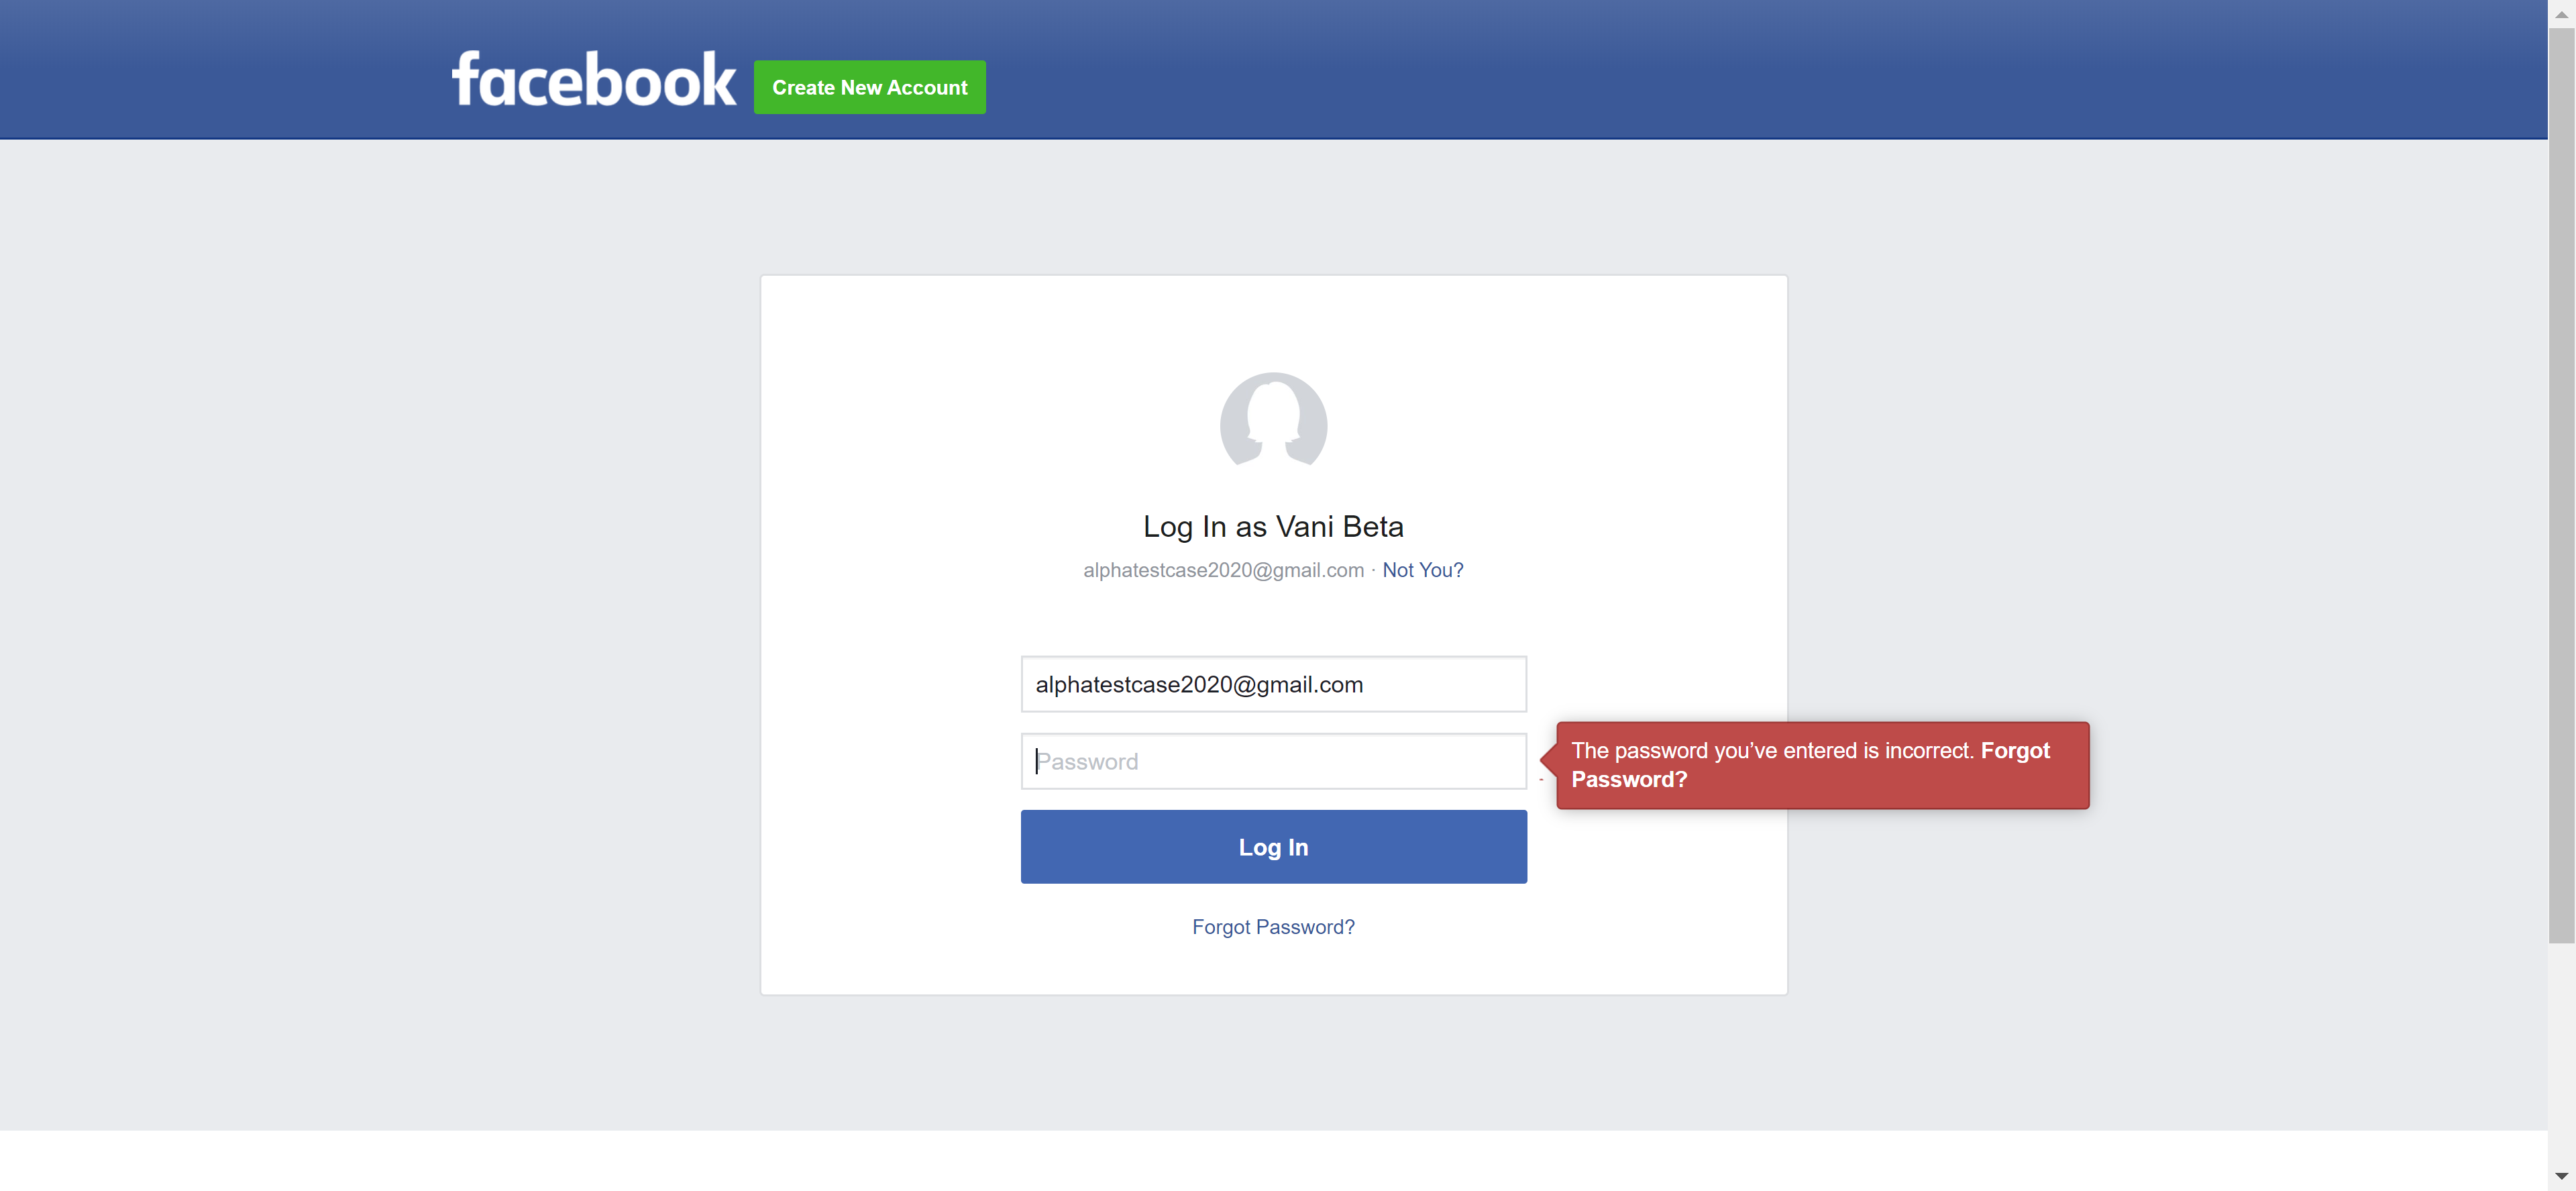 facebook
Create New Account
Log In as Vani Beta
alphatestcase2020@gmail.com · Not You?
alphatestcase2020@gmail.com
Password
The password you’ve entered is incorrect. Forgot
Password?
Log In
Forgot Password?